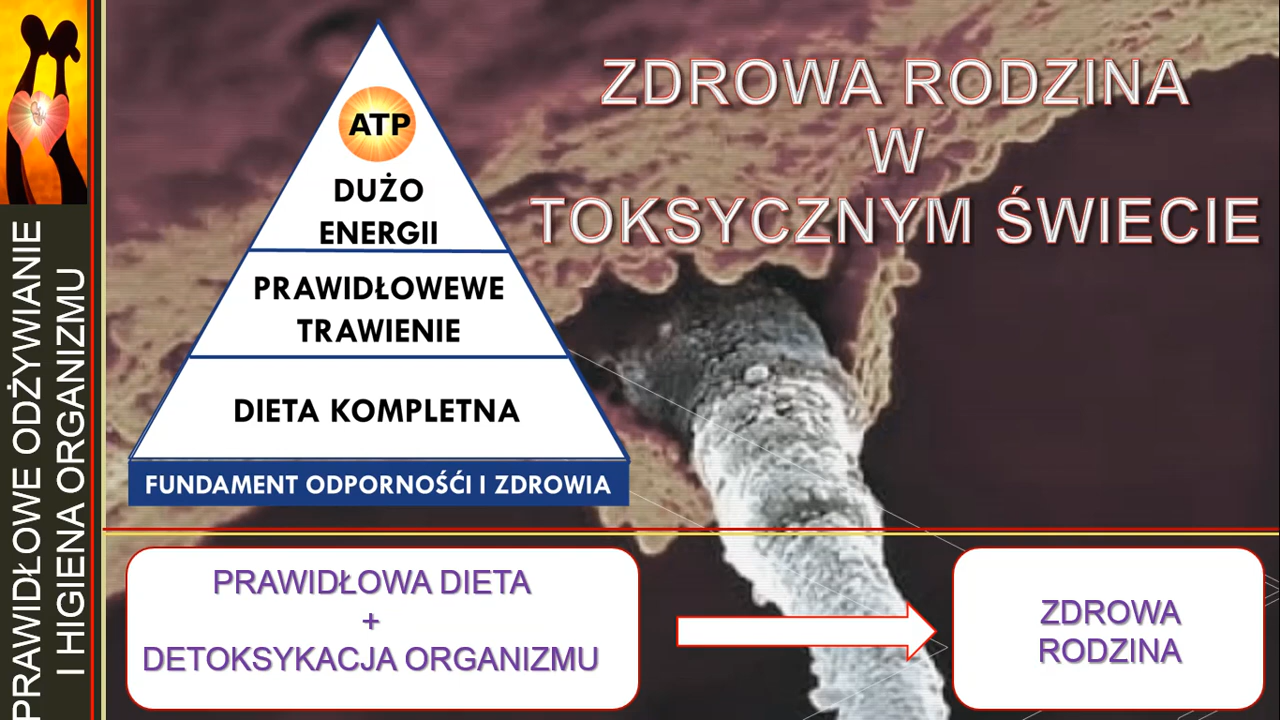 PRAWIDŁOWE ODŻYWIANIE
I HIGIENA ORGANIZMU
ATP
DUŻO
ENERGII
PRAWIDŁOWEWE
TRAWIENIE
DIETA KOMPLETNA
FUNDAMENT ODPORNOŚĆI I ZDROWIA
ZDROWA RODZINA
W
TOKSYCZNYM ŚWIECIE
PRAWIDŁOWA DIETA
+
DETOKSYKACJA ORGANIZMU
ZDROWA
RODZINA